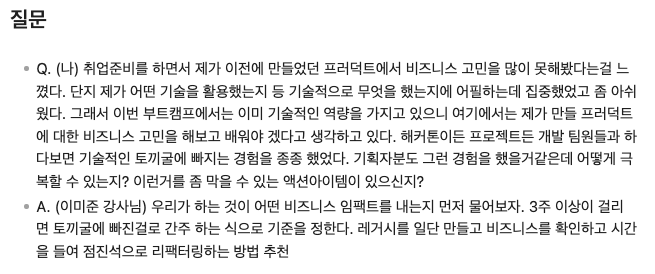 질문
Q. (나) 취업준비를 하면서 제가 이전에 만들었던 프러덕트에서 비즈니스 고민을 많이 못해봤다는걸 느
꼈다. 단지 제가 어떤 기술을 활용했는지 등 기술적으로 무엇을 했는지에 어필하는데 집중했었고 좀 아쉬
웠다. 그래서 이번 부트캠프에서는 이미 기술적인 역량을 가지고 있으니 여기에서는 제가 만들 프러덕트
에 대한 비즈니스 고민을 해보고 배워야 겠다고 생각하고 있다. 해커톤이든 프로젝트든 개발 팀원들과 하
다보면 기술적인 토끼굴에 빠지는 경험을 종종 했었다. 기획자분도 그런 경험을 했을거같은데 어떻게 극
복할 수 있는지? 이런거를 좀 막을 수 있는 액션아이템이 있으신지?
A. (이미준 강사님) 우리가 하는 것이 어떤 비즈니스 임팩트를 내는지 먼저 물어보자. 3주 이상이 걸리
면 토끼굴에 빠진걸로 간주 하는 식으로 기준을 정한다. 레거시를 일단 만들고 비즈니스를 확인하고 시간
을 들여 점진석으로 리팩터링하는 방법 추천